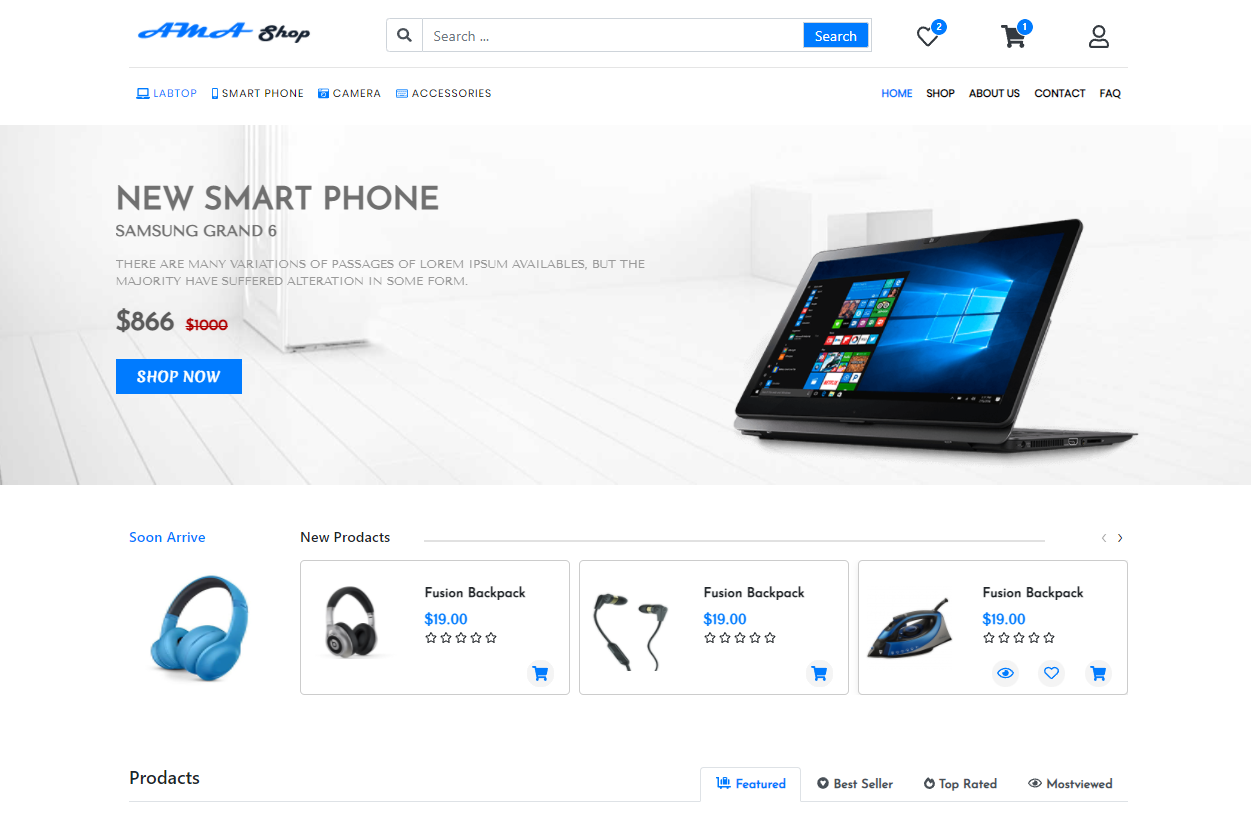 AMA Shop
Search ...
Search
2
1
LABTOP
SMART PHONE
CAMERA
ACCESSORIES
HOME
SHOP
ABOUT US
CONTACT
FAQ
NEW SMART PHONE
SAMSUNG GRAND 6
THERE ARE MANY VARIATIONS OF PASSAGES OF LOREM IPSUM AVAILABLES, BUT THE
MAJORITY HAVE SUFFERED ALTERATION IN SOME FORM.
$866 $1000
SHOP NOW
Soon Arrive
New Prodacts
Fusion Backpack
$19.00
Fusion Backpack
$19.00
Fusion Backpack
$19.00
Prodacts
Featured
Best Seller
Top Rated
Mostviewed